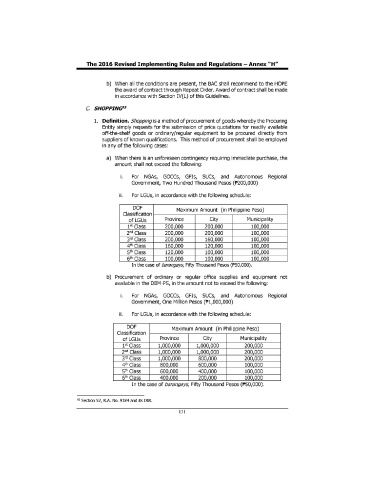 The 2016 Revised Implementing Rules and Regulations – Annex "H"
b) When all the conditions are present, the BAC shall recommend to the HOPE
the award of contract through Repeat Order. Award of contract shall be made
in accordance with Section IV(L) of this Guidelines.
C. SHOPPING
1. Definition. Shopping is a method of procurement of goods whereby the Procuring
Entity simply requests for the submission of price quotations for readily available
off-the-shelf goods or ordinary/regular equipment to be procured directly from
suppliers of known qualifications. This method of procurement shall be employed
in any of the following cases:
a) When there is an unforeseen contingency requiring immediate purchase, the
amount shall not exceed the following:
i. For NGAs, GOCCs, GFIs, SUCs, and Autonomous Regional
Government, Two Hundred Thousand Pesos (₱200,000)
ii. For LGUs, in accordance with the following schedule:
DOF Classification of LGUs Maximum Amount (in Philippine Peso)
Province City Municipality
1st Class 200,000 200,000 100,000
2nd Class 200,000 200,000 100,000
3rd Class 200,000 160,000 100,000
4th Class 160,000 120,000 100,000
5th Class 120,000 100,000 100,000
6th Class 100,000 100,000 100,000
In the case of barangays, Fifty Thousand Pesos (₱50,000).
b) Procurement of ordinary or regular office supplies and equipment not
available in the DBM-PS, in the amount not to exceed the following:
i. For NGAs, GOCCs, GFIs, SUCs, and Autonomous Regional
Government, One Million Pesos (₱1,000,000)
ii. For LGUs, in accordance with the following schedule:
DOF Classification of LGUs Maximum Amount (in Philippine Peso)
Province City Municipality
1st Class 1,000,000 1,000,000 200,000
2nd Class 1,000,000 1,000,000 200,000
3rd Class 1,000,000 800,000 200,000
4th Class 800,000 600,000 100,000
5th Class 600,000 400,000 100,000
6th Class 400,000 200,000 100,000
In the case of barangays, Fifty Thousand Pesos (₱50,000).
Section 52, R.A. No. 9184 and its IRR.